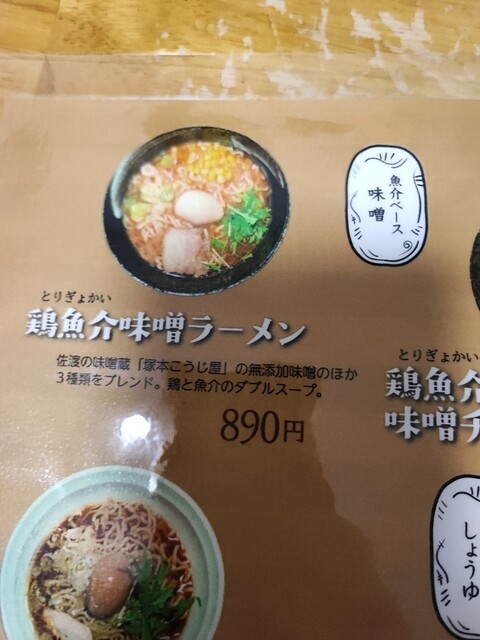 魚介ベース
味噌
とりぎょかい
鶏魚介味噌ラーメン
佐渡の味噌蔵「塚本こうじ屋」の無添加味噌のほか
3種類をブレンド。鶏と魚介のダブルスープ。
890円
とりぎょかい
鶏魚介
味噌チ
しょうゆ